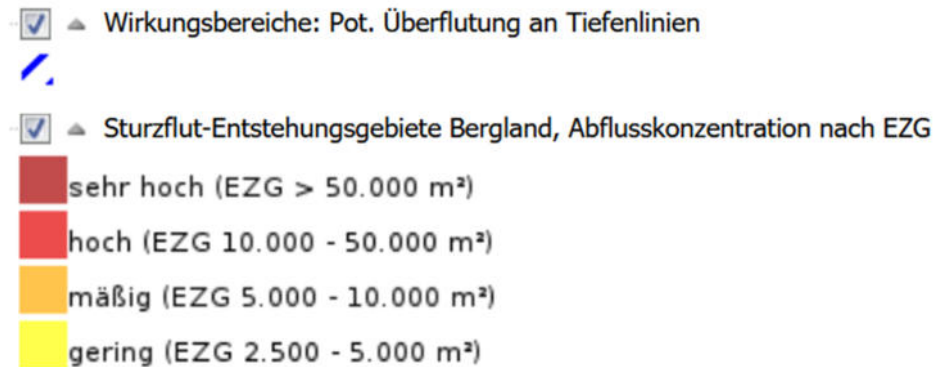 Wirkungsbereiche: Pot. Überflutung an Tiefenlinien
Sturzflut-Entstehungsgebiete Bergland, Abflusskonzentration nach EZG
sehr hoch (EZG > 50.000 m²)
hoch (EZG 10.000 - 50.000 m²)
mäßig (EZG 5.000 - 10.000 m²)
gering (EZG 2.500 - 5.000 m²)